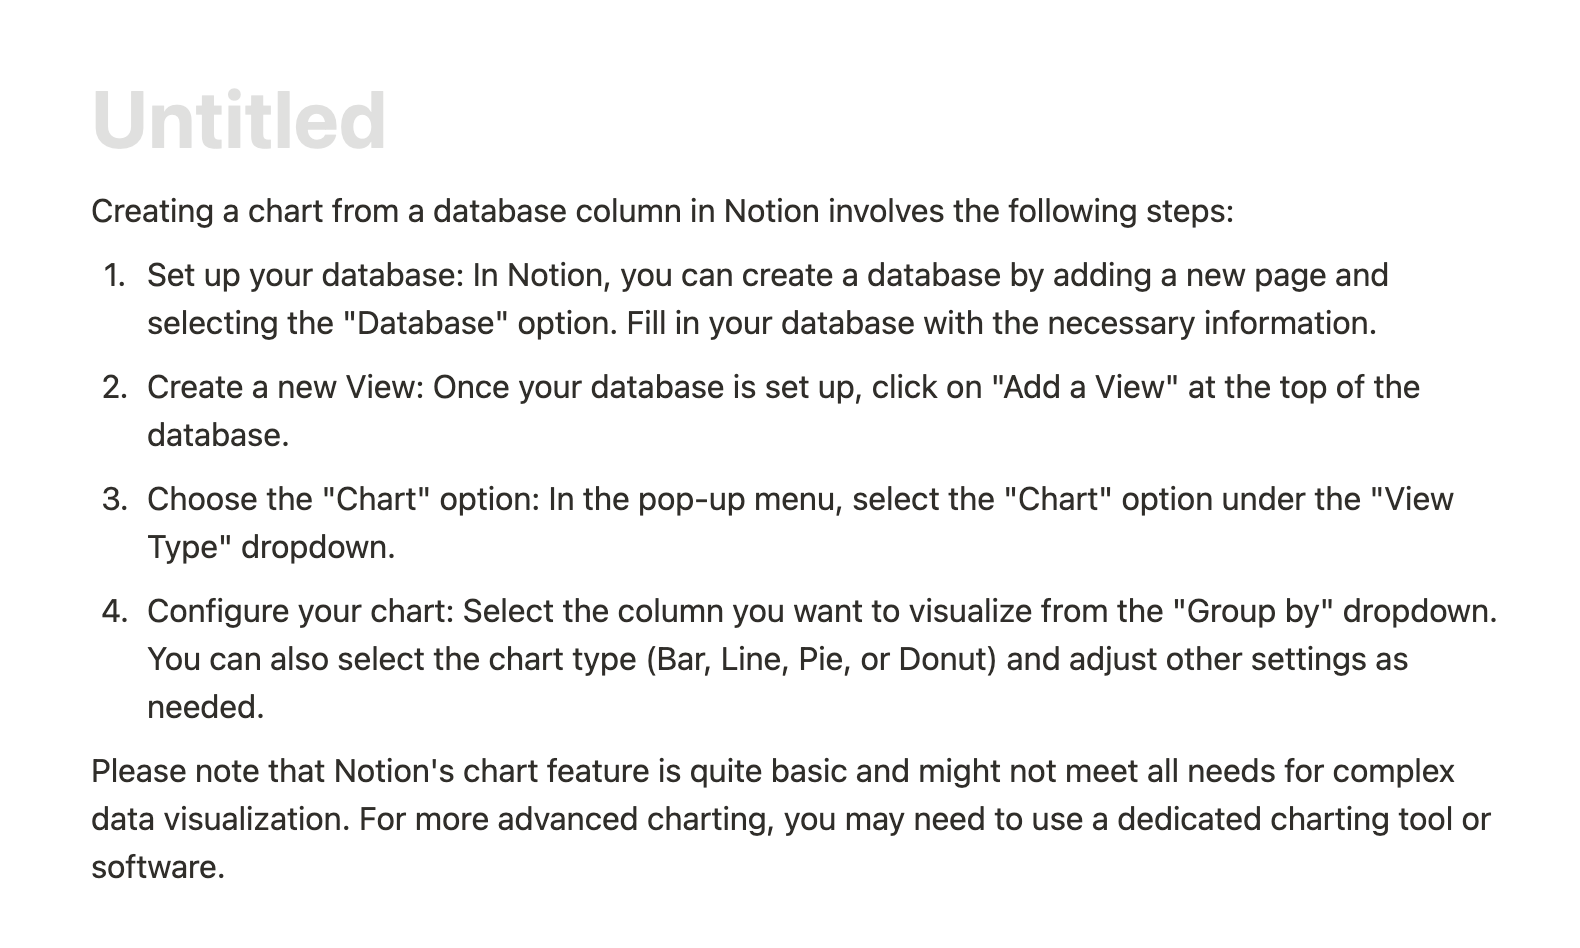 Untitled
Creating a chart from a database column in Notion involves the following steps:
1. Set up your database: In Notion, you can create a database by adding a new page and
selecting the "Database" option. Fill in your database with the necessary information.
2. Create a new View: Once your database is set up, click on "Add a View" at the top of the
database.
3. Choose the "Chart" option: In the pop-up menu, select the "Chart" option under the "View
Type" dropdown.
4. Configure your chart: Select the column you want to visualize from the "Group by" dropdown.
You can also select the chart type (Bar, Line, Pie, or Donut) and adjust other settings as
needed.
Please note that Notion's chart feature is quite basic and might not meet all needs for complex
data visualization. For more advanced charting, you may need to use a dedicated charting tool or
software.